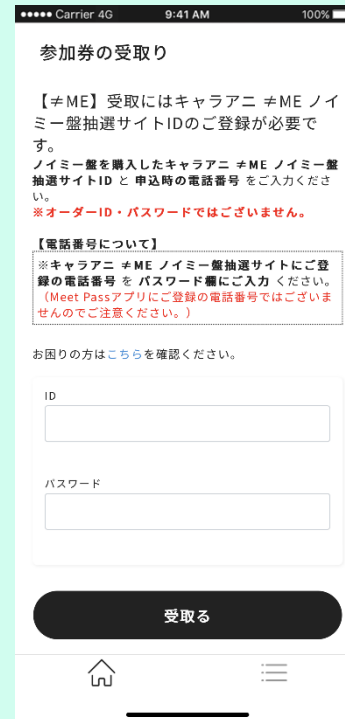 Carrier 4G 9:41 AM 100%
参加券の受取り
【≠ME】受取にはキャラアニ ≠ME ノイ
ミー盤抽選サイトIDのご登録が必要で
す。
ノイミー盤を購入したキャラアニ ≠ME ノイミー盤
抽選サイトID と 申込時の電話番号 をご入力くださ
い。
※オーダーID・パスワードではございません。
【電話番号について】
※キャラアニ ≠ME ノイミー盤抽選サイトにご登
録の電話番号 を パスワード欄にご入力 ください。
（Meet Passアプリにご登録の電話番号ではございま
せんのでご注意ください。）
お困りの方はこちらを確認ください。
ID
パスワード
受取る